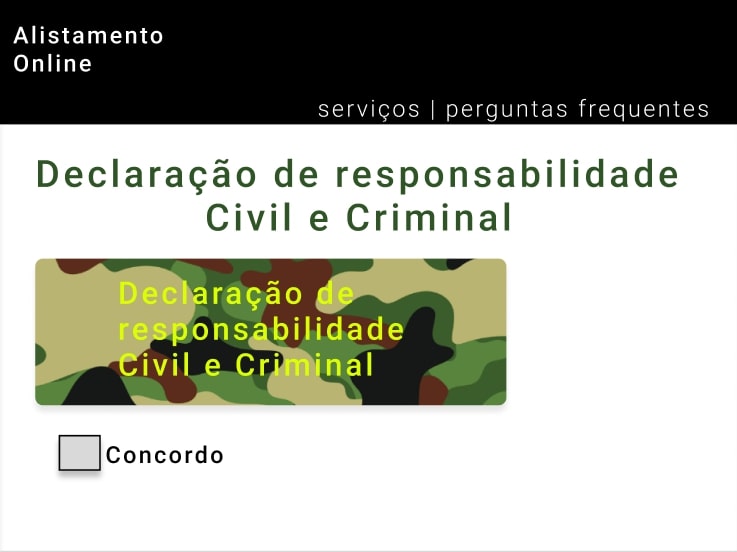 Alistamento
Online
serviços | perguntas frequentes
Declaração de responsabilidade
Civil e Criminal
Declaração de
responsabilidade
Civil e Criminal
Concordo